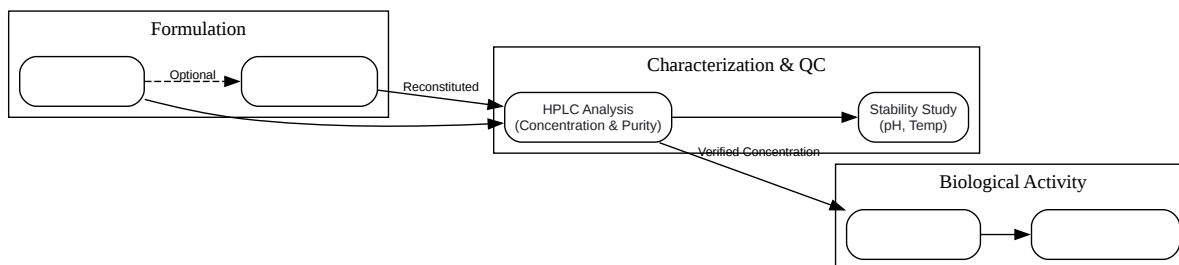 Formulation
Optional
Reconstituted
Characterization & QC
HPLC Analysis
(Concentration & Purity)
Stability Study
(pH, Temp)
Verified Concentration
Biological Activity